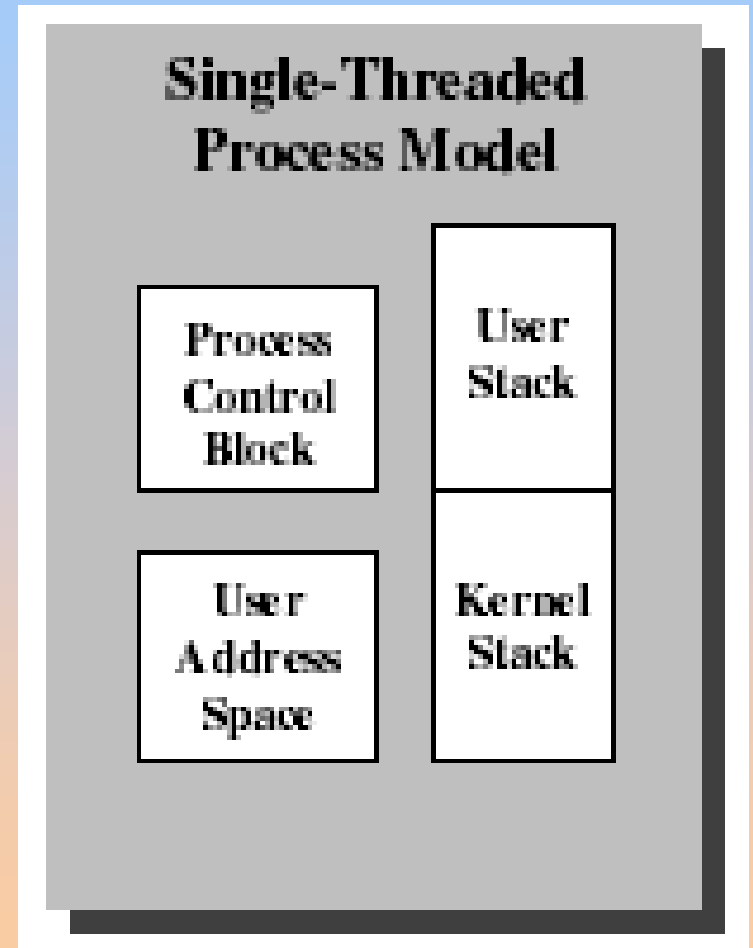 Single-Threaded
Process Model
Process
Control
Block
User
Stack
User
Address
Space
Kernel
Stack